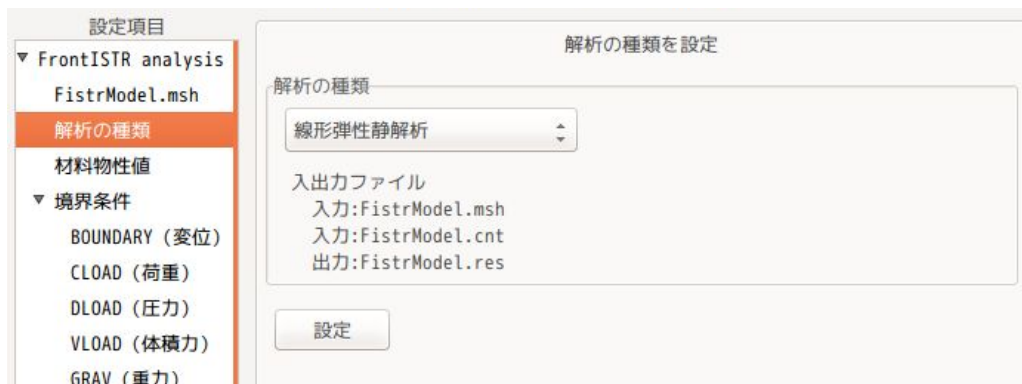 設定項目
FrontISTR analysis
FistrModel.msh
解析の種類
材料物性値
境界条件
BOUNDARY (変位)
CLOAD (荷重)
DLOAD (圧力)
VLOAD (体積力)
GRAV (重力)
解析の種類を設定
解析の種類
線形弾性静解析
入出力ファイル
入力:FistrModel.msh
入力:FistrModel.cnt
出力:FistrModel.res
設定